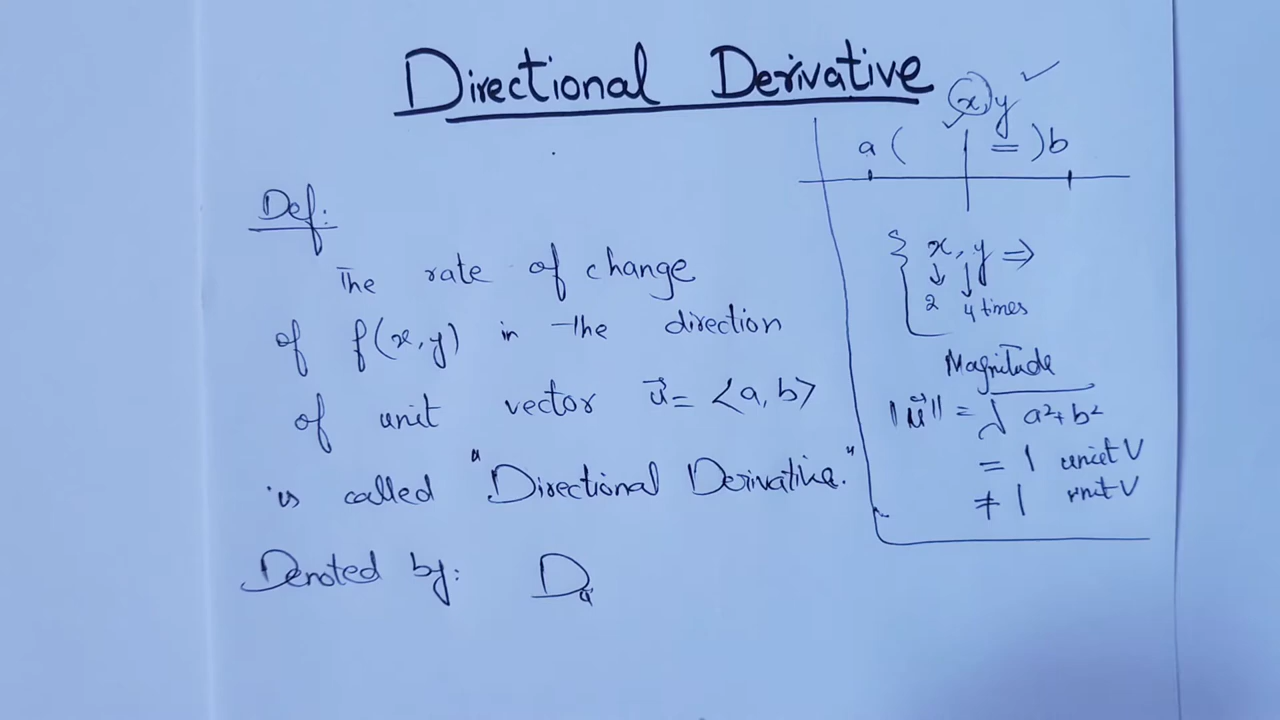 Directional Derivative
Def:
The rate of change
of f(x,y) in the direction
of unit vector u⃗ = <a, b>
is called "Directional Derivative."
Denoted by: Du
x, y ✓
a ( = ) b
{ x, y ⇒
↓ ↓
2 4 times
Magnitude
||u⃗|| = √ a²+b²
= 1 unit V
≠ 1 unit V